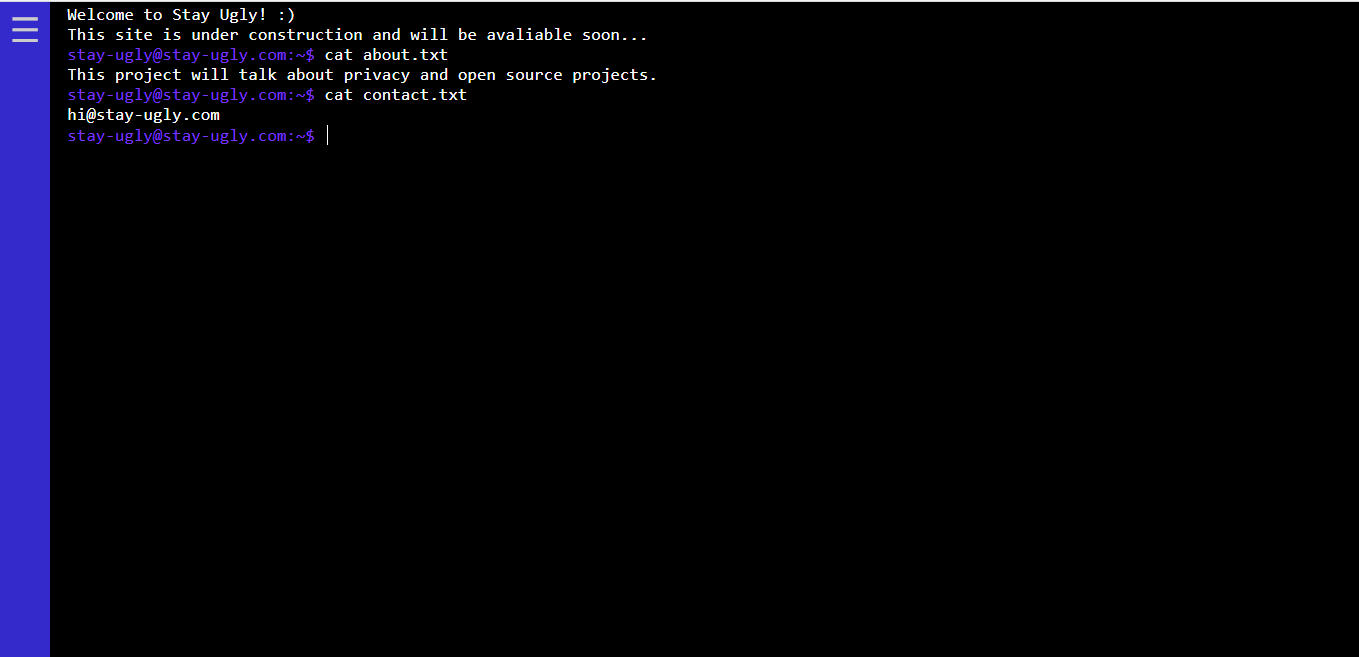 Welcome to Stay Ugly! :)
This site is under construction and will be avaliable soon...
stay-ugly@stay-ugly.com:~$ cat about.txt
This project will talk about privacy and open source projects.
stay-ugly@stay-ugly.com:~$ cat contact.txt
hi@stay-ugly.com
stay-ugly@stay-ugly.com:~$